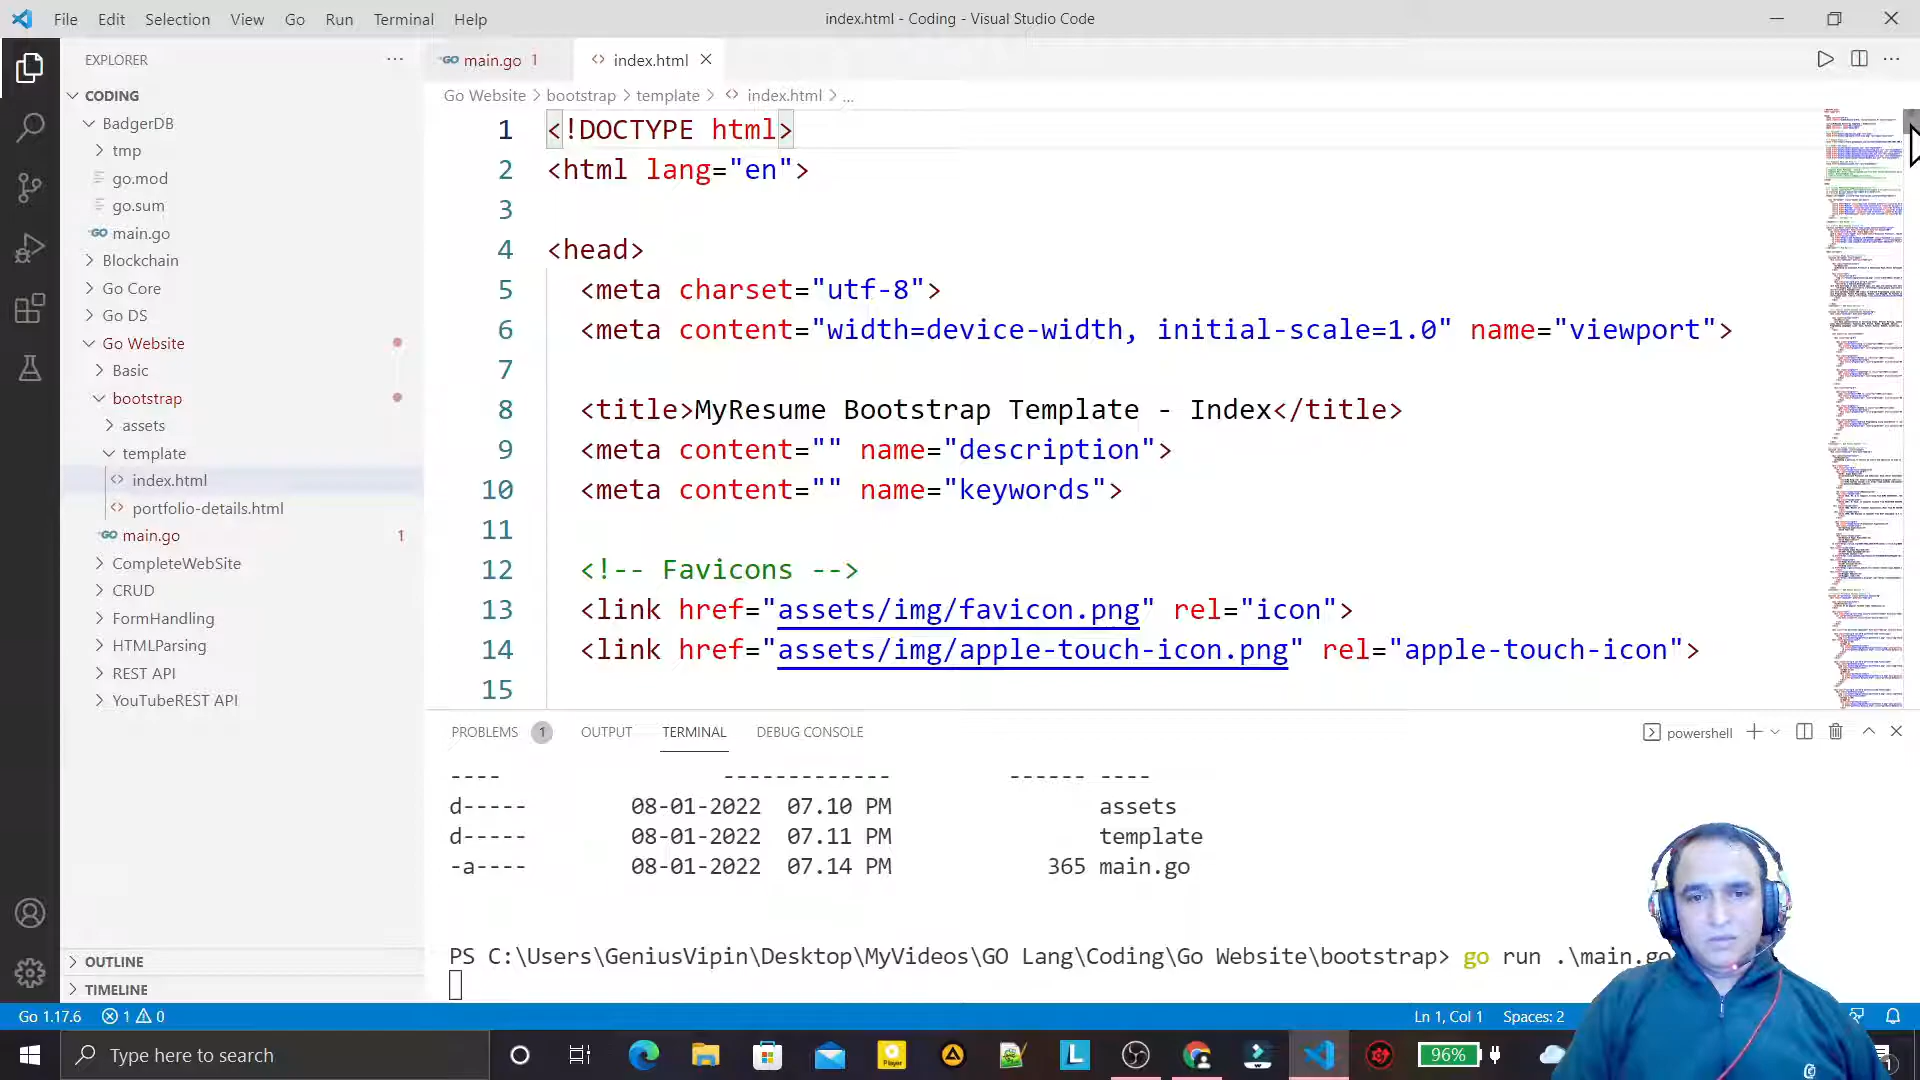 File Edit Selection View Go Run Terminal Help
index.html - Coding - Visual Studio Code
EXPLORER
CODING
BadgerDB
tmp
go.mod
go.sum
main.go
Blockchain
Go Core
Go DS
Go Website
Basic
bootstrap
assets
template
index.html
portfolio-details.html
main.go 1
CompleteWebSite
CRUD
FormHandling
HTMLParsing
REST API
YouTubeREST API
OUTLINE
TIMELINE
main.go 1
index.html
Go Website > bootstrap > template > index.html > ...
1 <!DOCTYPE html>
2 <html lang="en">
3
4 <head>
5 <meta charset="utf-8">
6 <meta content="width=device-width, initial-scale=1.0" name="viewport">
7
8 <title>MyResume Bootstrap Template - Index</title>
9 <meta content="" name="description">
10 <meta content="" name="keywords">
11
12 <!-- Favicons -->
13 <link href="assets/img/favicon.png" rel="icon">
14 <link href="assets/img/apple-touch-icon.png" rel="apple-touch-icon">
15
PROBLEMS 1 OUTPUT TERMINAL DEBUG CONSOLE
powershell
---- ------------- ------ ----
d----- 08-01-2022 07.10 PM assets
d----- 08-01-2022 07.11 PM template
-a---- 08-01-2022 07.14 PM 365 main.go
PS C:\Users\GeniusVipin\Desktop\MyVideos\GO Lang\Coding\Go Website\bootstrap> go run .\main.go
Go 1.17.6 1 0
Ln 1, Col 1 Spaces: 2
Type here to search
96%